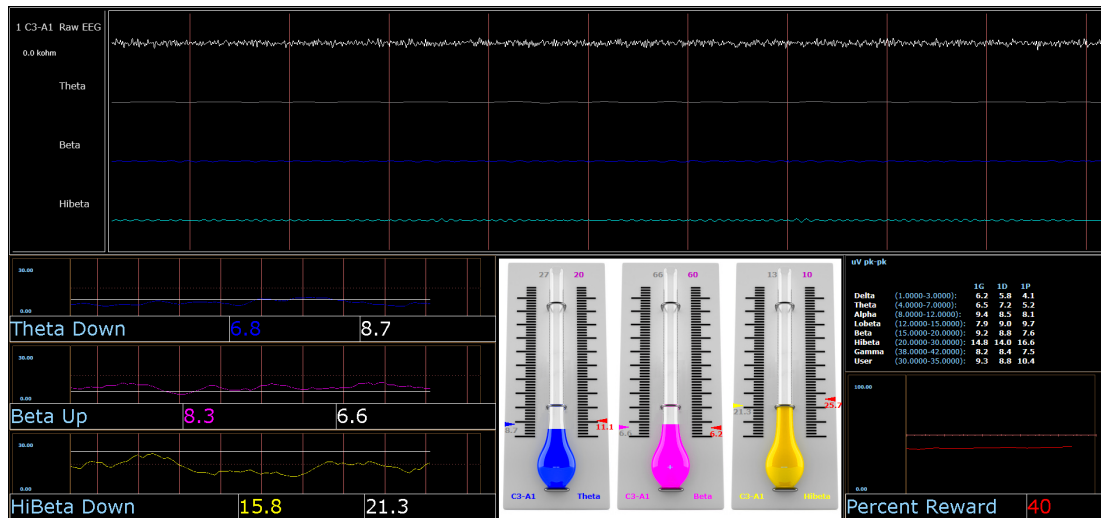 1 C3-A1 Raw EEG
0.0 kohm
Theta
Beta
Hibeta
30.00
0.00
Theta Down 6.8 8.7
30.00
0.00
Beta Up 8.3 6.6
30.00
0.00
HiBeta Down 15.8 21.3
27 20
8.7 11.1
C3-A1 Theta
66 60
6.6 6.2
C3-A1 Beta
13 10
21.3 25.7
C3-A1 Hibeta
uV pk-pk
1G 1D 1P
Delta (1.0000-3.0000): 6.2 5.8 4.1
Theta (4.0000-7.0000): 6.5 7.2 5.2
Alpha (8.0000-12.0000): 9.4 8.5 8.1
Lobeta (12.0000-15.0000): 7.9 9.0 9.7
Beta (15.0000-20.0000): 9.2 8.8 7.6
Hibeta (20.0000-30.0000): 14.8 14.0 16.6
Gamma (38.0000-42.0000): 8.2 8.4 7.5
User (30.0000-35.0000): 9.3 8.8 10.4
100.00
0.00
Percent Reward 40